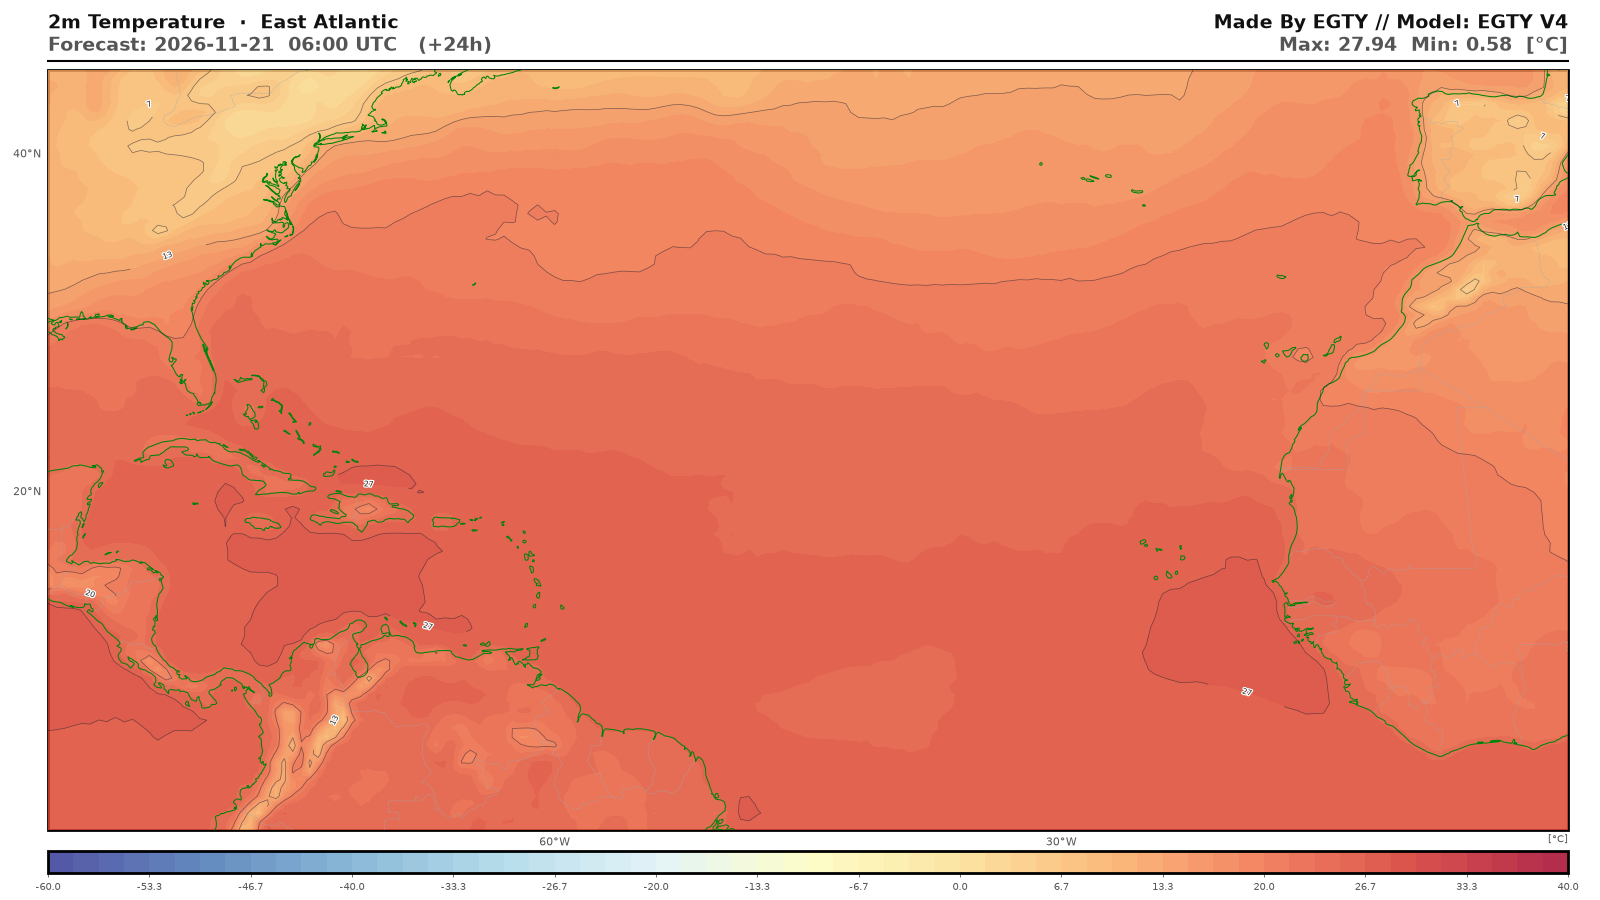 2m Temperature · East Atlantic
Made By EGTY // Model: EGTY V4
Forecast: 2026-11-21 06:00 UTC (+24h)
Max: 27.94 Min: 0.58 [°C]
7
7
7
40°N
7
13
27
20°N
20
27
27
13
60°W
30°W
[°C]
-60.0
-53.3
-46.7
-40.0
-33.3
-26.7
-20.0
-13.3
-6.7
0.0
6.7
13.3
20.0
26.7
33.3
40.0